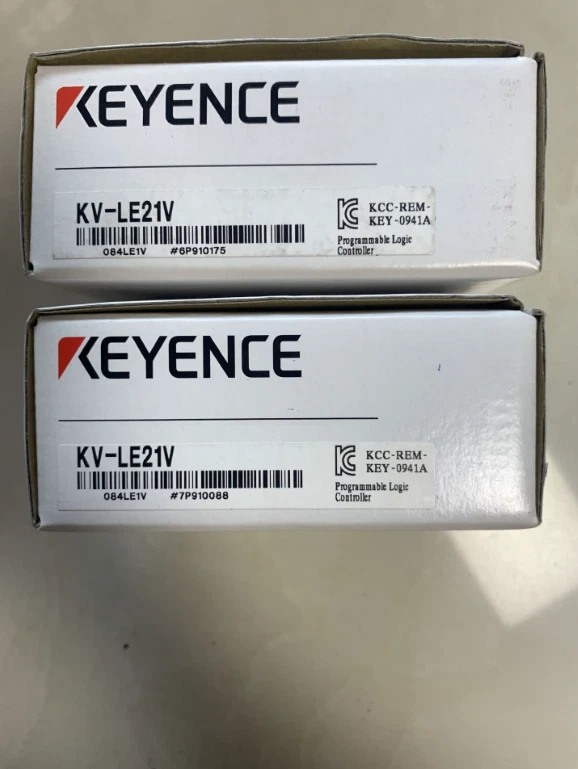 KEYENCE
KV-LE21V
084LE1V #6P910175
KCC-REM-
KEY-0941A
Programmable Logic
Controller
KEYENCE
KV-LE21V
084LE1V #7P910088
KCC-REM-
KEY-0941A
Programmable Logic
Controller